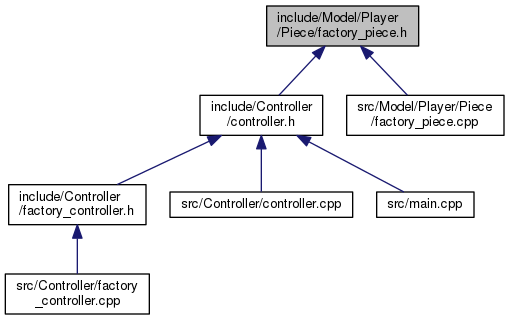 include/Model/Player
/Piece/factory_piece.h
include/Controller
/controller.h
src/Model/Player/Piece
/factory_piece.cpp
include/Controller
/factory_controller.h
src/Controller/controller.cpp
src/main.cpp
src/Controller/factory
_controller.cpp